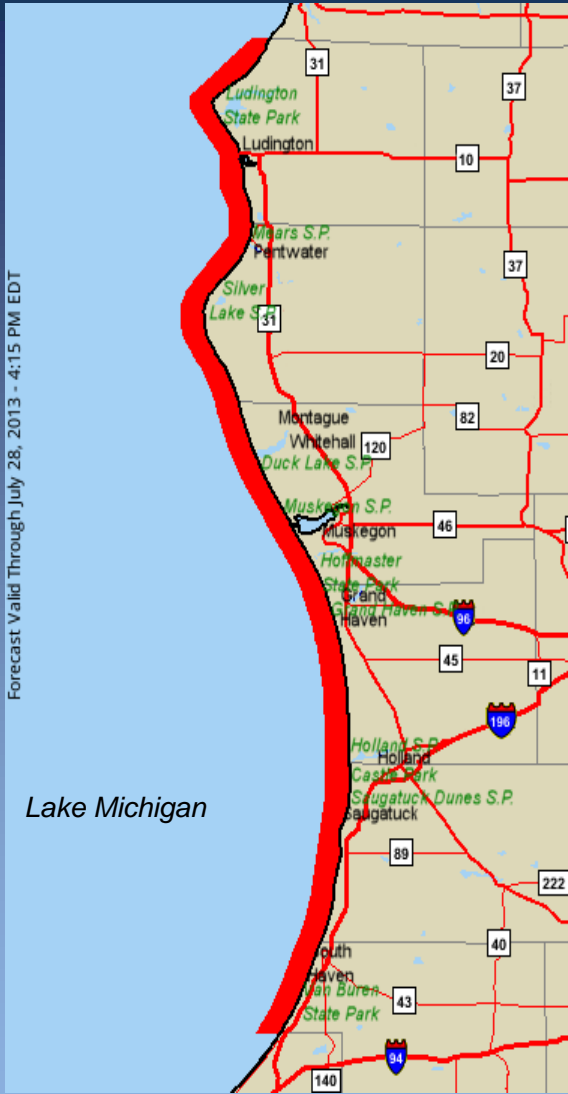 Forecast Valid Through July 28, 2013 - 4:15 PM EDT
31
37
Ludington
State Park
Ludington
10
Mears S.P.
Pentwater
37
Silver
Lake S.P.
31
20
Montague
82
Whitehall
120
Duck Lake S.P.
Muskegon S.P.
Muskegon
46
Hoffmaster
State Park
Grand
Grand Haven S.P.
Haven
96
45
11
196
Holland S.P.
Holland
Castle Park
Saugatuck Dunes S.P.
Lake Michigan
Saugatuck
89
222
40
South
Haven
Van Buren
43
State Park
94
140